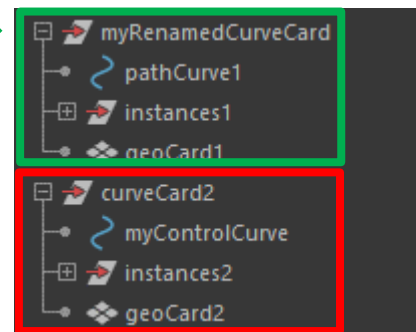 myRenamedCurveCard
pathCurve1
instances1
geoCard1
curveCard2
myControlCurve
instances2
geoCard2